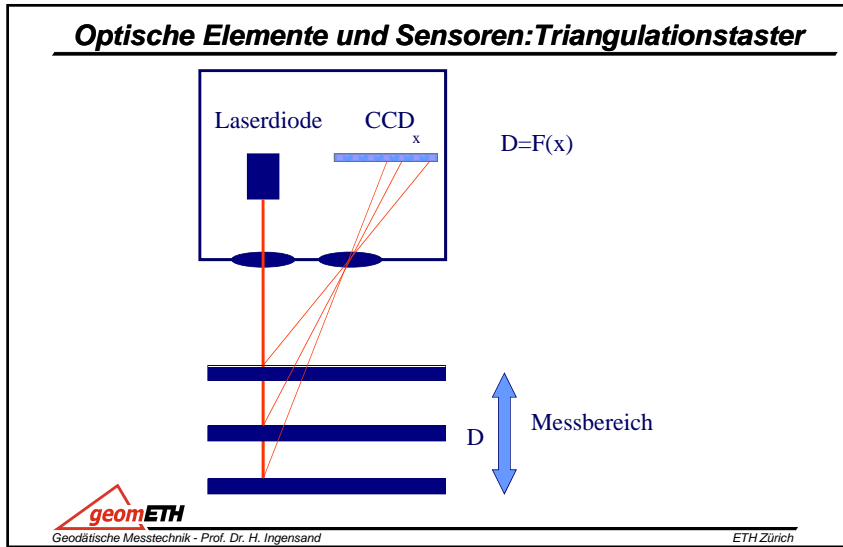 Optische Elemente und Sensoren:Triangulationstaster
Laserdiode
CCD
x
D=F(x)
D
Messbereich
geomETH
Geodätische Messtechnik - Prof. Dr. H. Ingensand
ETH Zürich